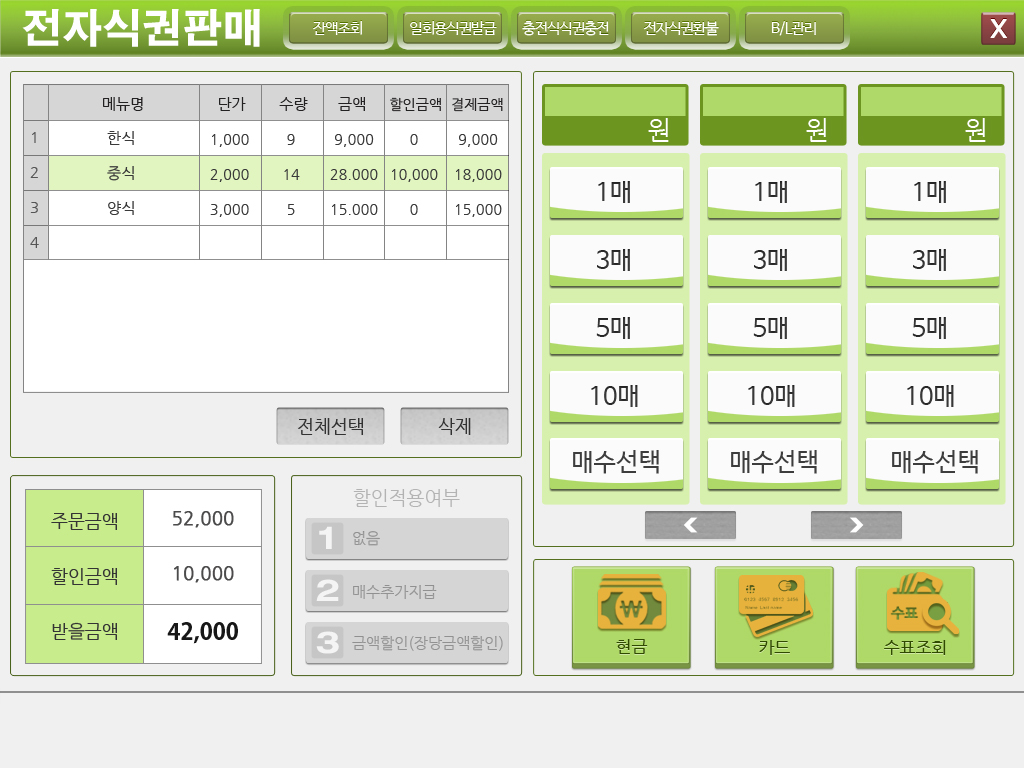 전자식권판매 잔액조회 일회용식권발급 충전식식권충전 전자식권환불 B/L관리 X
메뉴명 단가 수량 금액 할인금액 결제금액
1 한식 1,000 9 9,000 0 9,000
2 중식 2,000 14 28.000 10,000 18,000
3 양식 3,000 5 15.000 0 15,000
4
전체선택 삭제
주문금액 52,000
할인금액 10,000
받을금액 42,000
할인적용여부
1 없음
2 매수추가지급
3 금액할인(장당금액할인)
원 원 원
1매 1매 1매
3매 3매 3매
5매 5매 5매
10매 10매 10매
매수선택 매수선택 매수선택
현금 카드 수표 수표조회